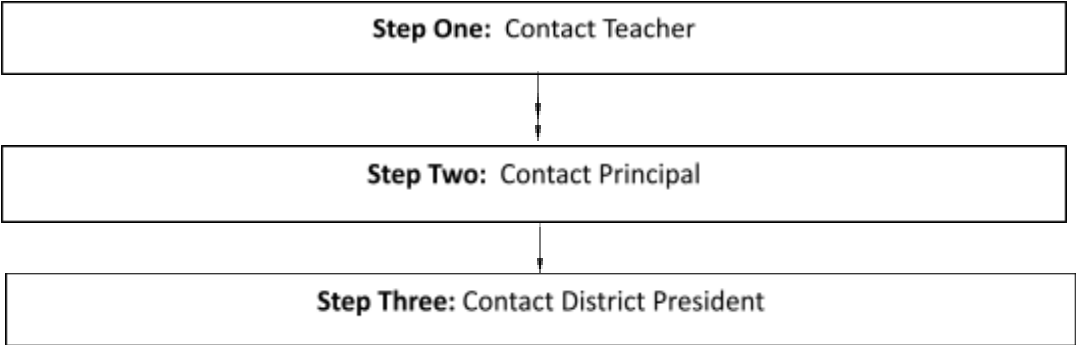 Step One: Contact Teacher
Step Two: Contact Principal
Step Three: Contact District President